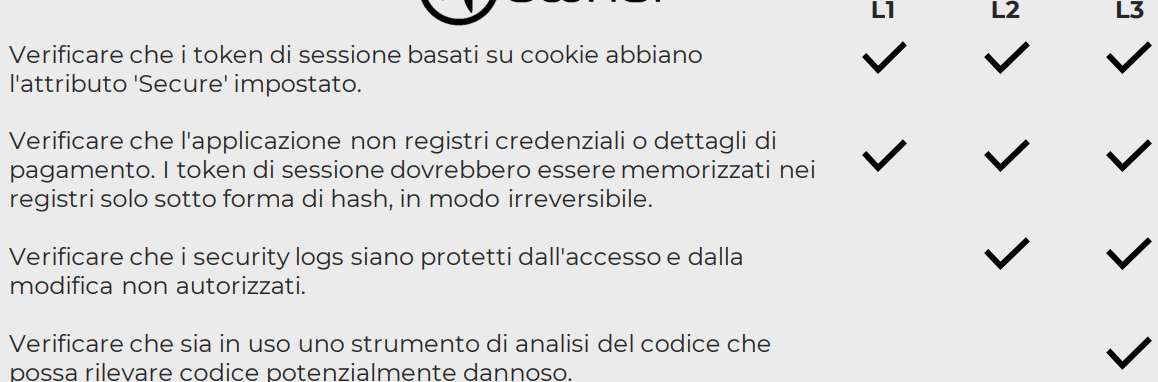 L1 L2 L3
Verificare che i token di sessione basati su cookie abbiano
l'attributo 'Secure' impostato.
Verificare che l'applicazione non registri credenziali o dettagli di
pagamento. I token di sessione dovrebbero essere memorizzati nei
registri solo sotto forma di hash, in modo irreversibile.
Verificare che i security logs siano protetti dall'accesso e dalla
modifica non autorizzati.
Verificare che sia in uso uno strumento di analisi del codice che
possa rilevare codice potenzialmente dannoso.